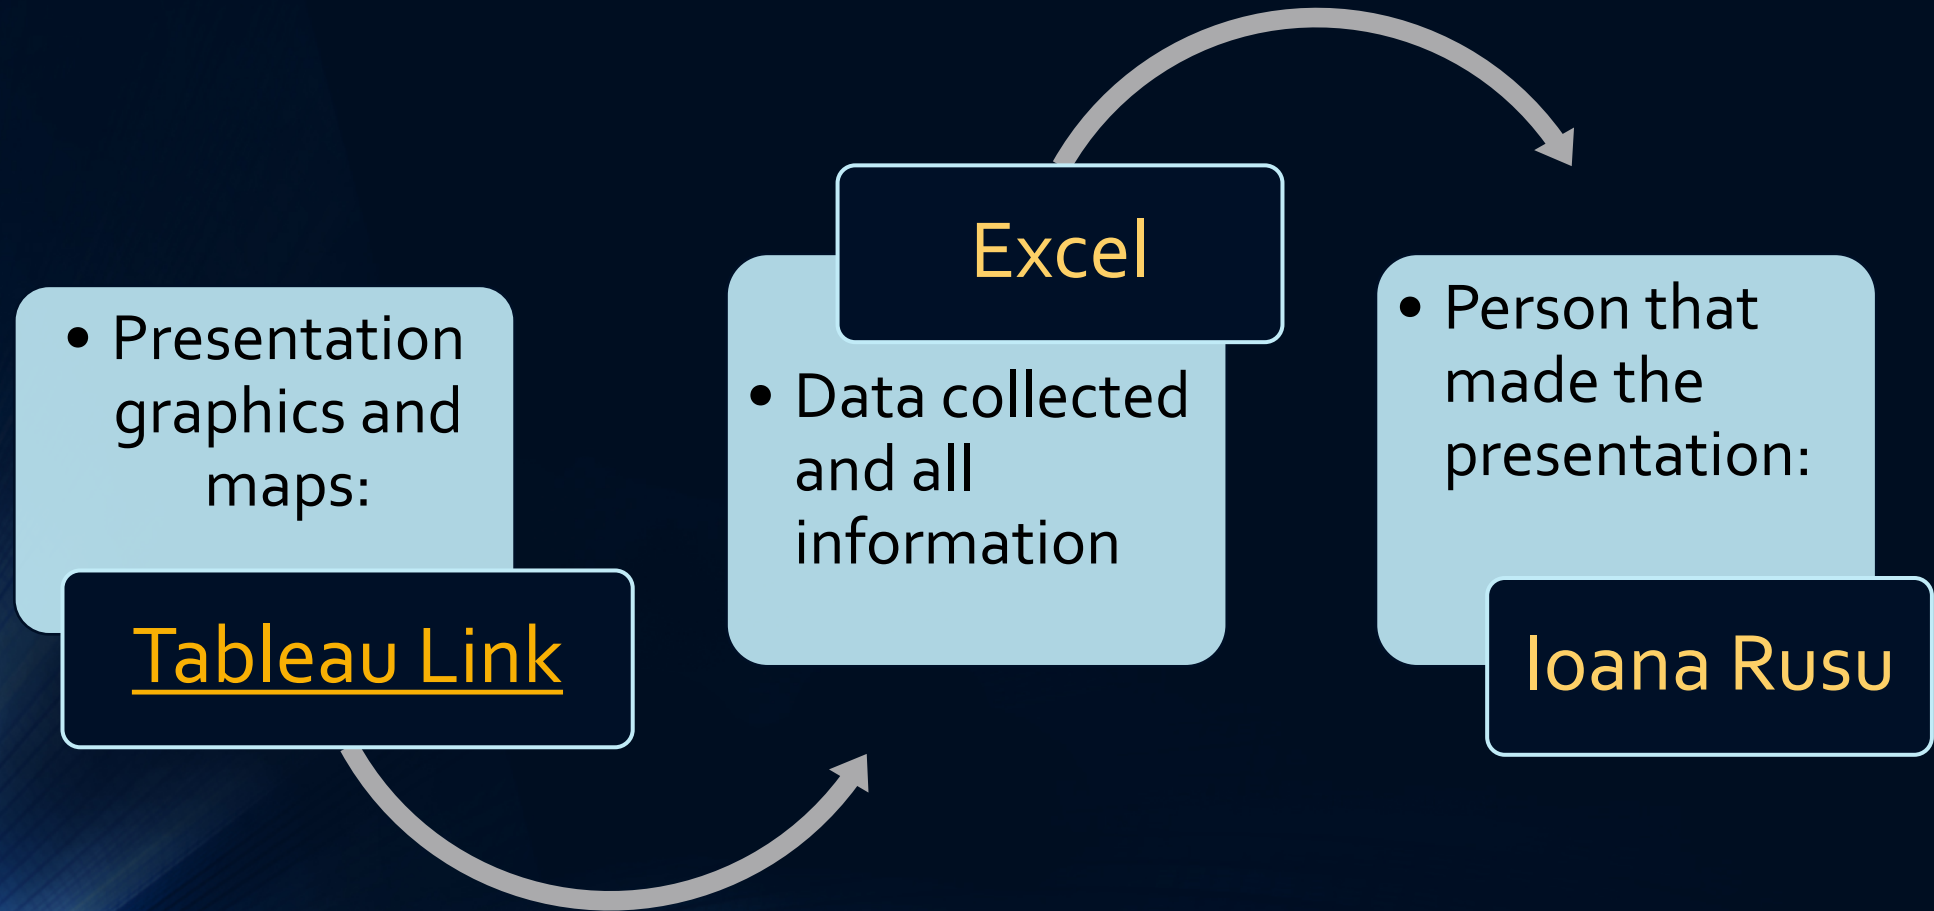 • Presentation
graphics and
maps:
Tableau Link
Excel
• Data collected
and all
information
• Person that
made the
presentation:
Ioana Rusu